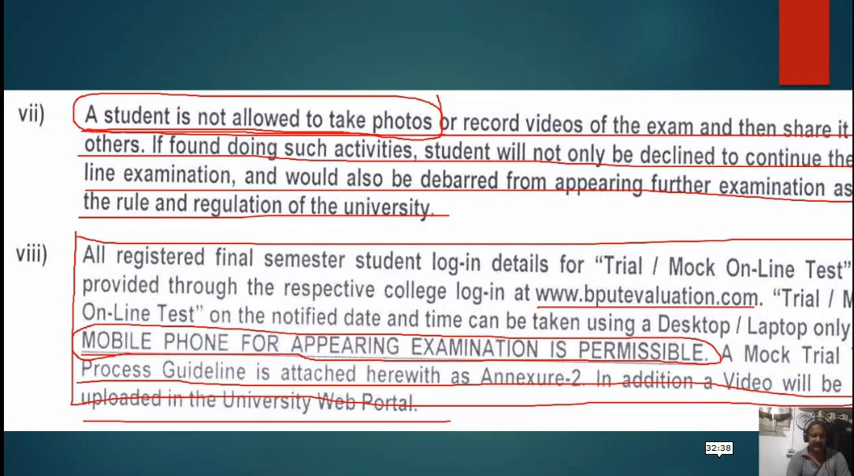 vii) A student is not allowed to take photos or record videos of the exam and then share it
others. If found doing such activities, student will not only be declined to continue the
line examination, and would also be debarred from appearing further examination as
the rule and regulation of the university.
viii) All registered final semester student log-in details for “Trial / Mock On-Line Test”
provided through the respective college log-in at www.bputevaluation.com. “Trial / M
On-Line Test” on the notified date and time can be taken using a Desktop / Laptop only
MOBILE PHONE FOR APPEARING EXAMINATION IS PERMISSIBLE. A Mock Trial
Process Guideline is attached herewith as Annexure-2. In addition a Video will be
uploaded in the University Web Portal.
32:38